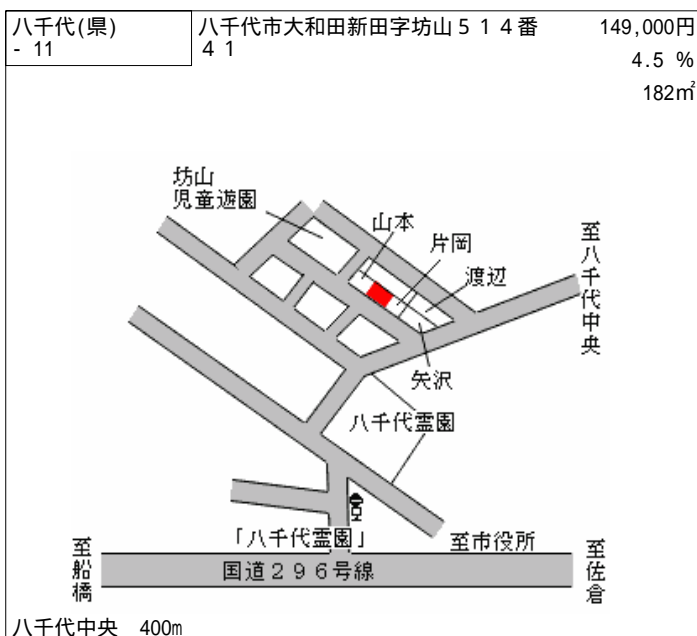 八千代(県)
- 11
八千代市大和田新田字坊山５１４番
４１
149,000円
4.5 %
182㎡
坊山
児童遊園
山本
片岡
渡辺
至八千代中央
矢沢
八千代霊園
「八千代霊園」
至市役所
至船橋
国道２９６号線
至佐倉
八千代中央 400m